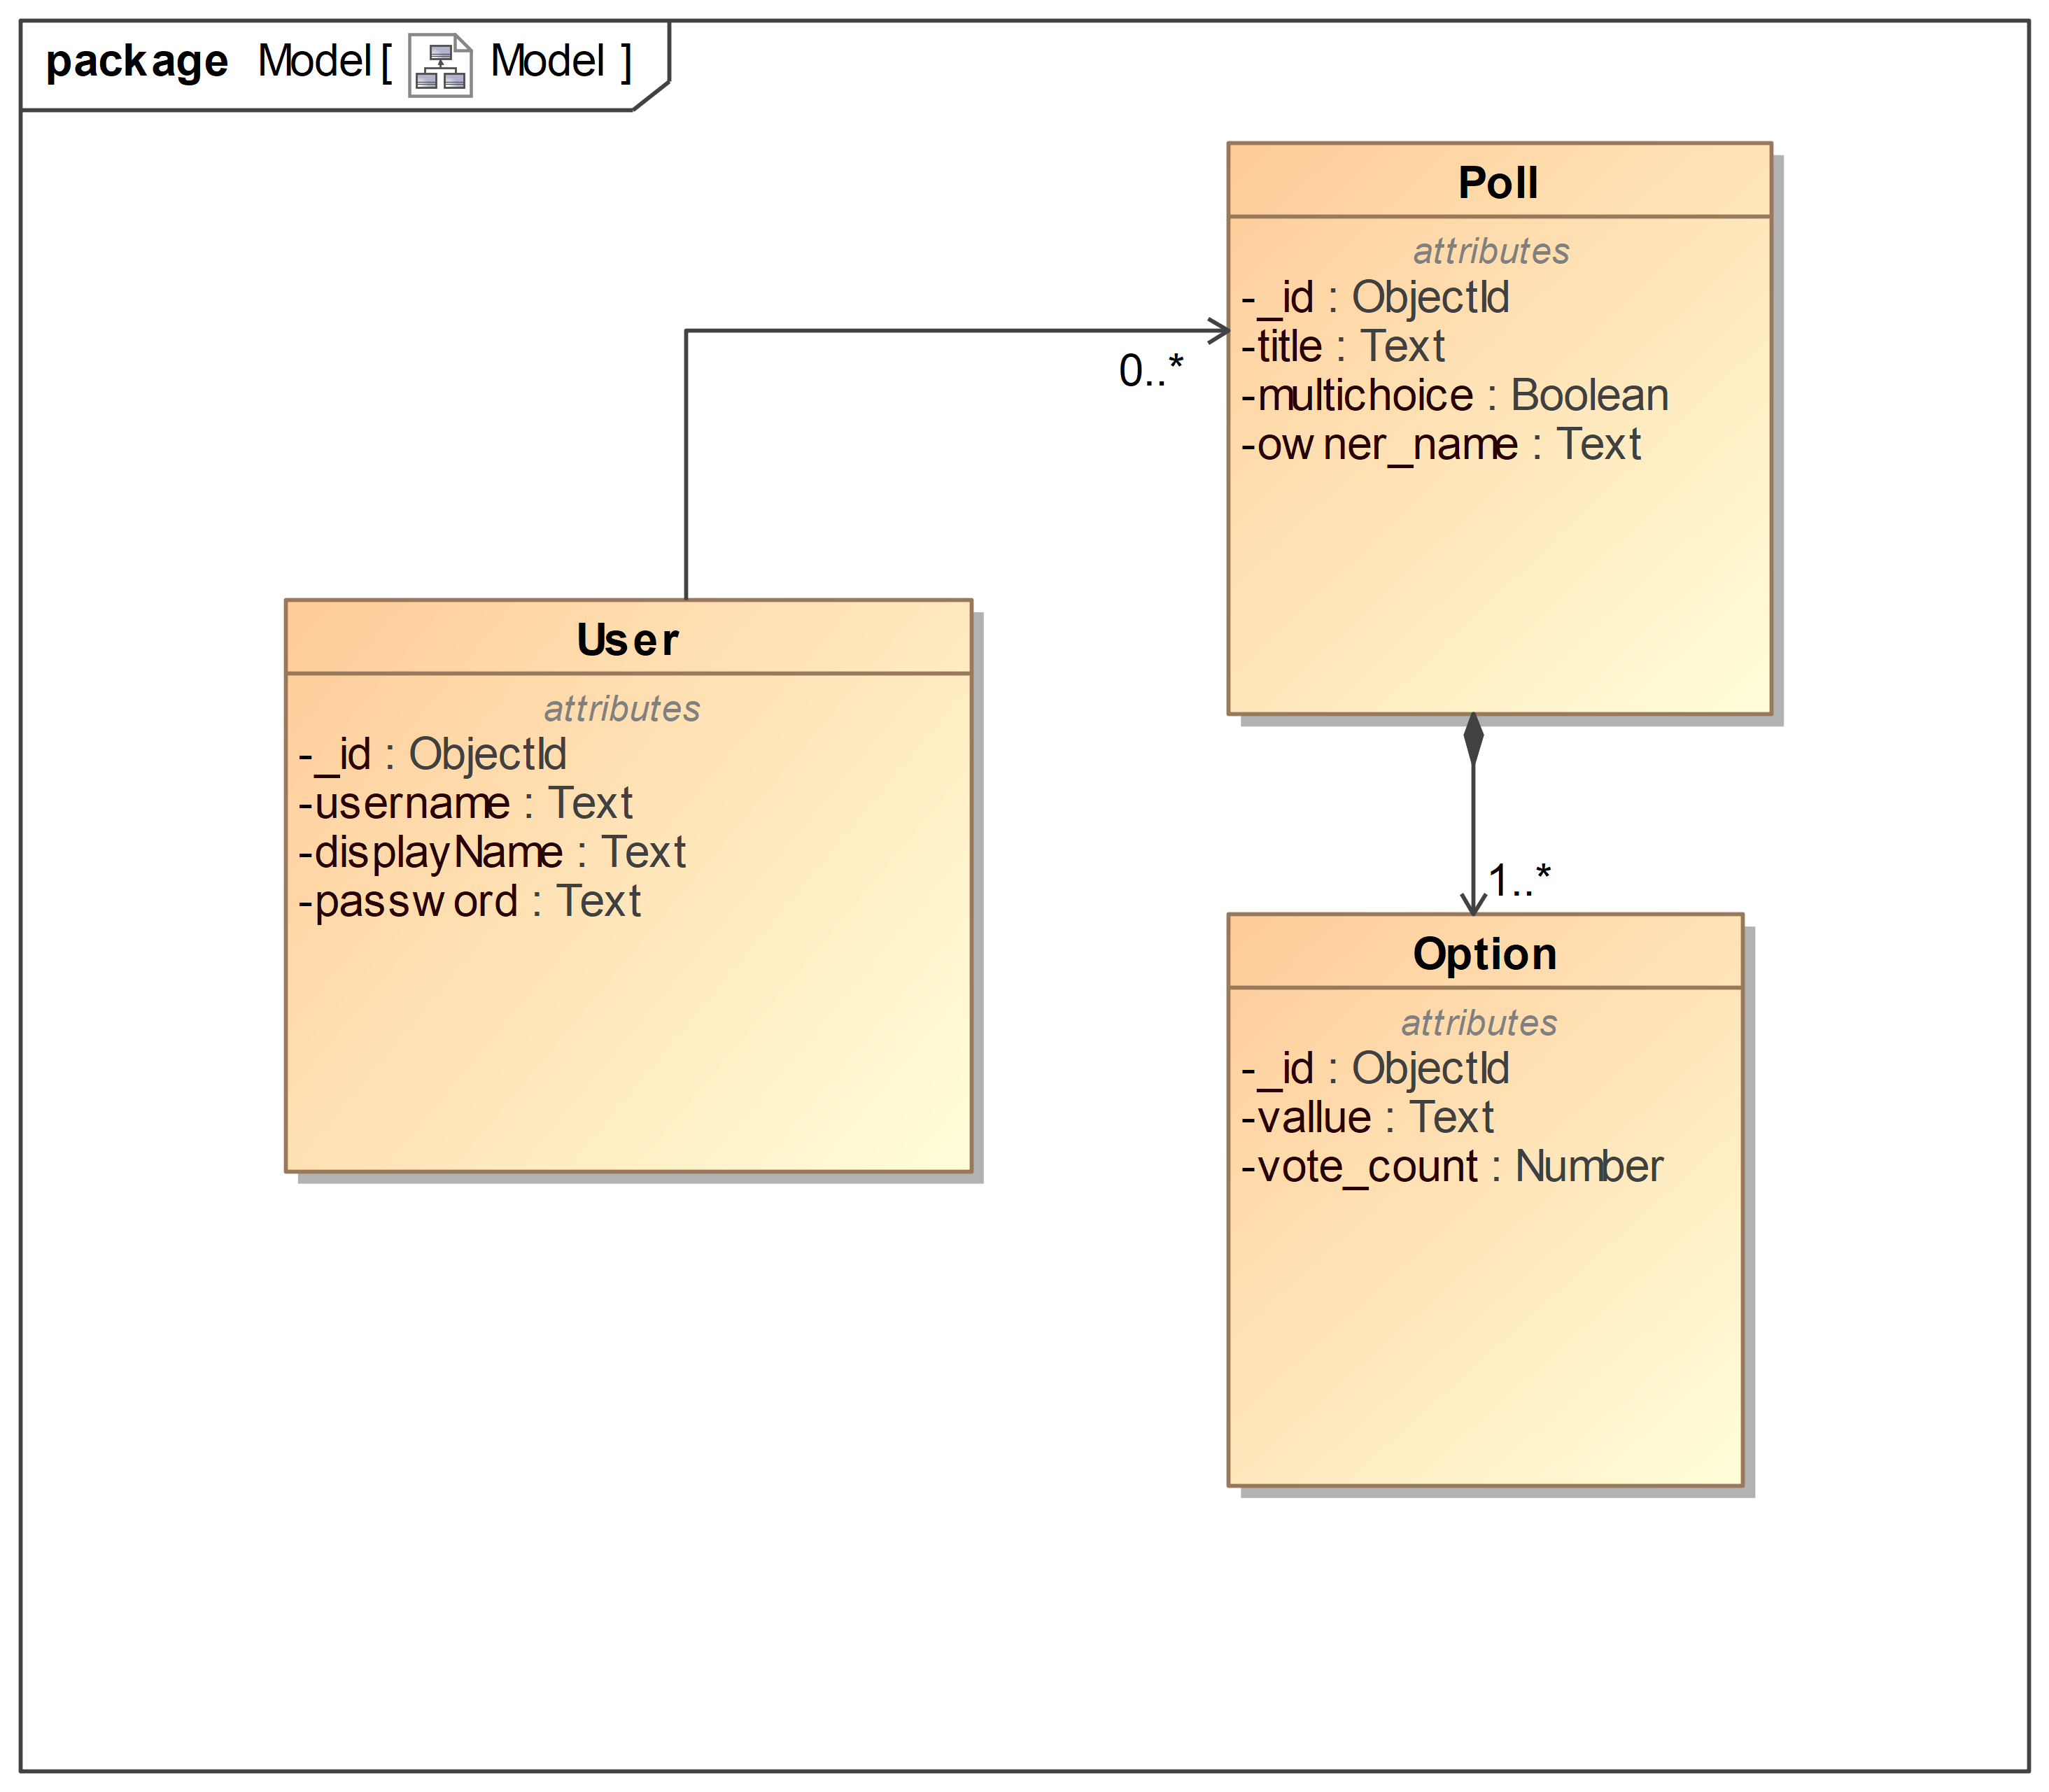 package Model [ Model ]
Poll
attributes
-_id : ObjectId
-title : Text
-multichoice : Boolean
-owner_name : Text
0..*
User
attributes
-_id : ObjectId
-username : Text
-displayName : Text
-password : Text
1..*
Option
attributes
-_id : ObjectId
-vallue : Text
-vote_count : Number